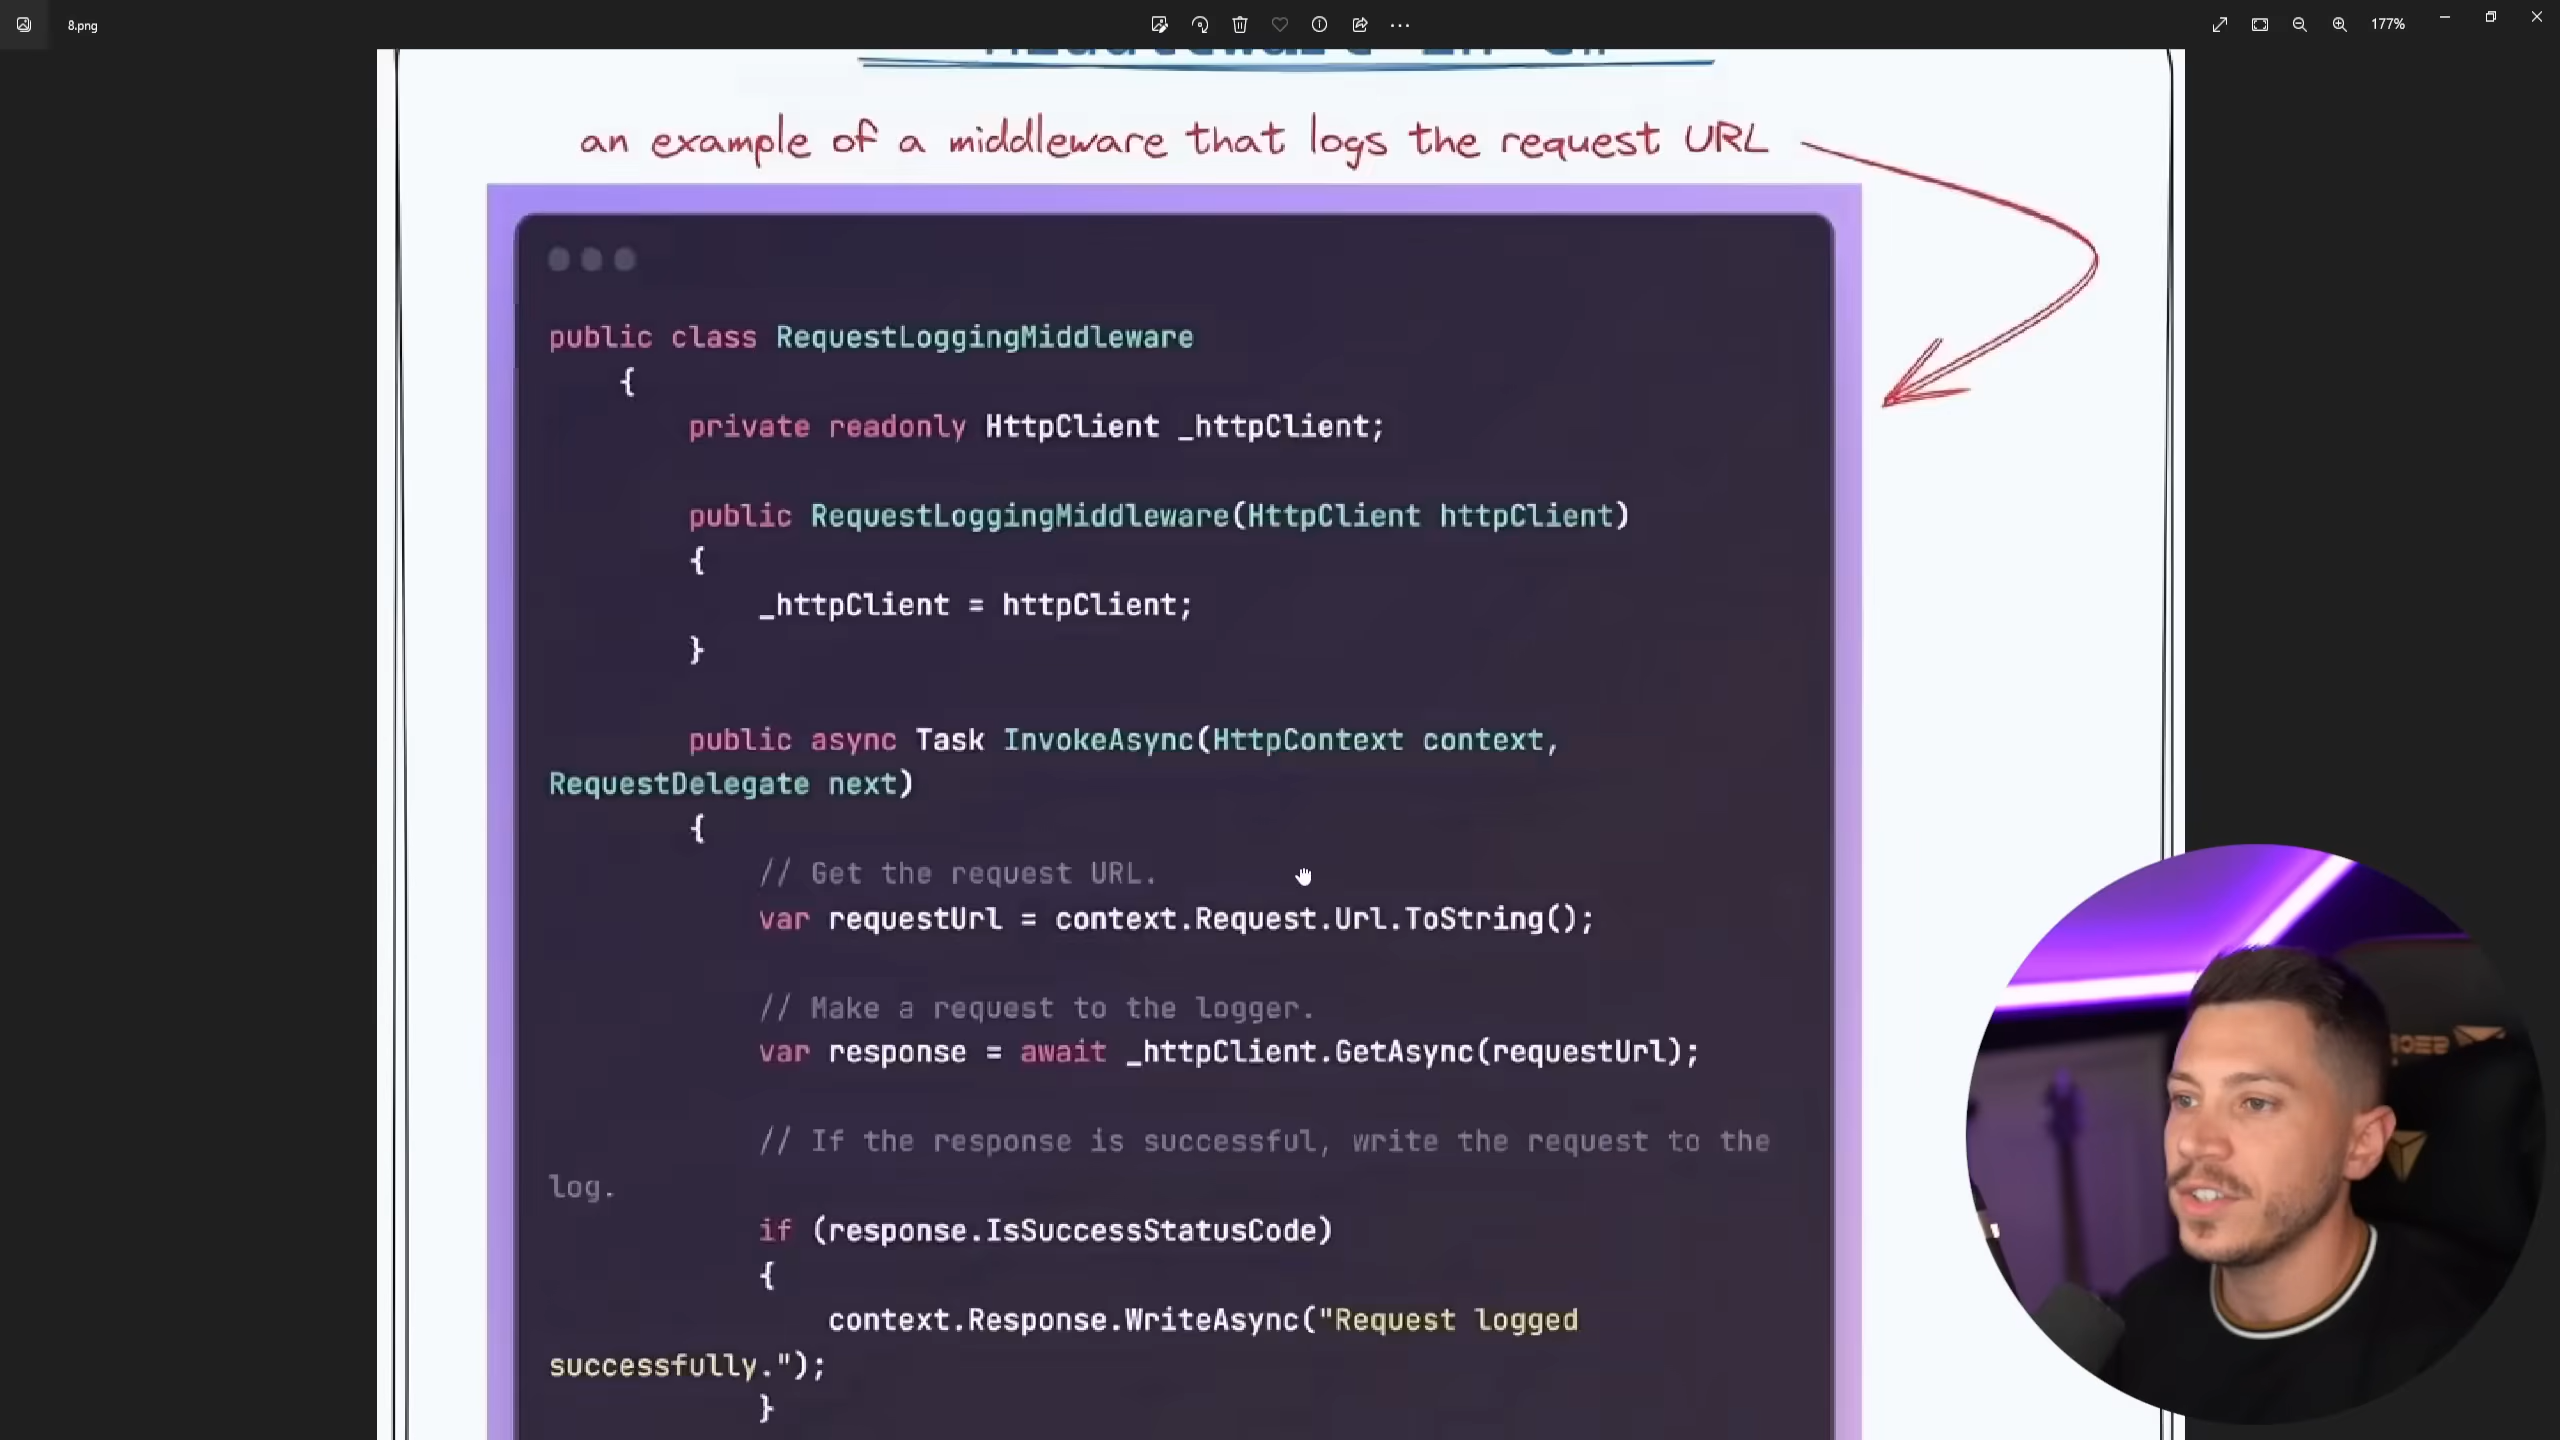 8.png
177%
an example of a middleware that logs the request URL
public class RequestLoggingMiddleware
{
private readonly HttpClient _httpClient;
public RequestLoggingMiddleware(HttpClient httpClient)
{
_httpClient = httpClient;
}
public async Task InvokeAsync(HttpContext context,
RequestDelegate next)
{
// Get the request URL.
var requestUrl = context.Request.Url.ToString();
// Make a request to the logger.
var response = await _httpClient.GetAsync(requestUrl);
// If the response is successful, write the request to the
log.
if (response.IsSuccessStatusCode)
{
context.Response.WriteAsync("Request logged
successfully.");
}